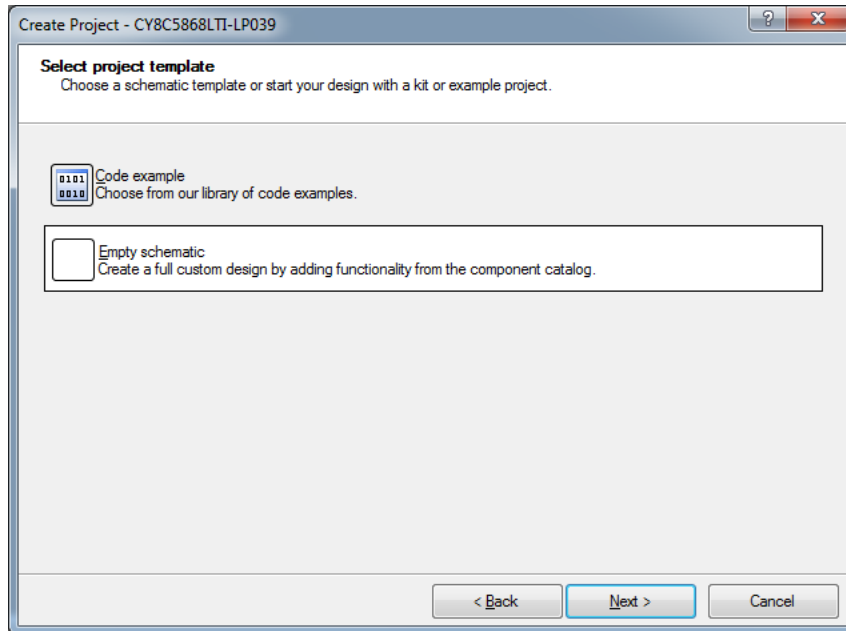 Create Project - CY8C5868LTI-LP039
?
Select project template
Choose a schematic template or start your design with a kit or example project.
0101
0010
Code example
Choose from our library of code examples.
Empty schematic
Create a full custom design by adding functionality from the component catalog.
< Back
Next >
Cancel